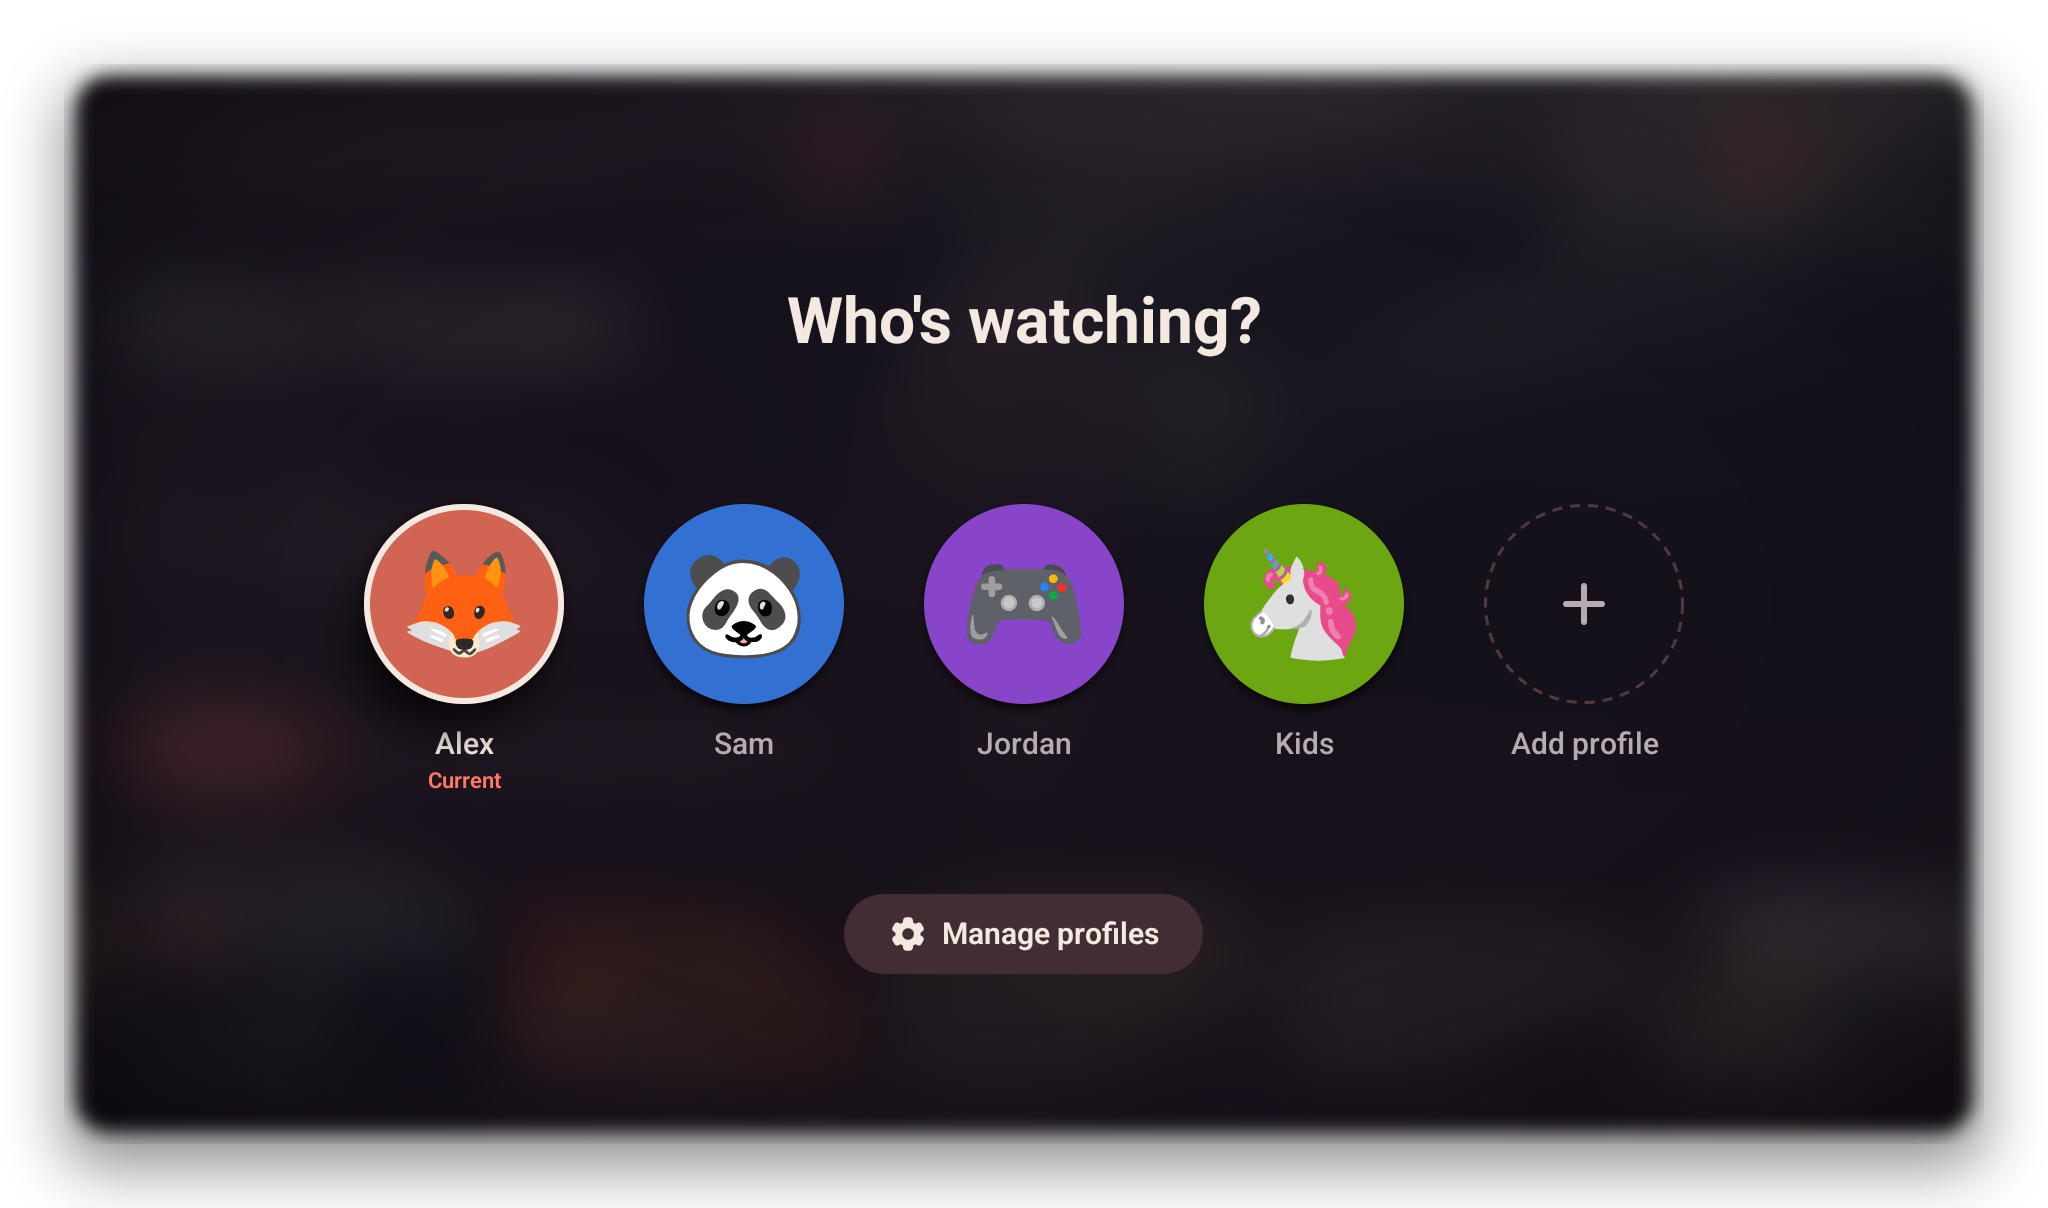 Who's watching?
Alex
Current
Sam
Jordan
Kids
Add profile
Manage profiles